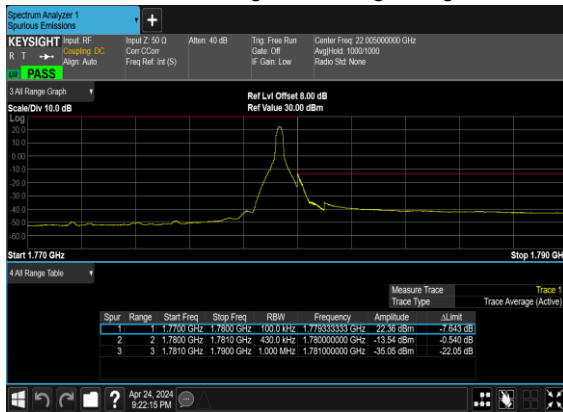 Spectrum Analyzer 1
Spurious Emissions
KEYSIGHT Input: RF Input Z: 50 Ω Atten: 40 dB Trig: Free Run Center Freq: 22.005000000 GHz
R T Coupling: DC Corr CCorr Gate: Off Avg|Hold: 1000/1000
Align: Auto Freq Ref: Int (S) IF Gain: Low Radio Std: None
PASS
3 All Range Graph
Ref Lvl Offset 8.00 dB
Scale/Div 10.0 dB Ref Value 30.00 dBm
Log
20.0
10.0
0.00
-10.0
-20.0
-30.0
-40.0
-50.0
-60.0
Start 1.770 GHz Stop 1.790 GHz
4 All Range Table
Measure Trace Trace 1
Trace Type Trace Average (Active)
Spur Range Start Freq Stop Freq RBW Frequency Amplitude ΔLimit
1 1 1.7700 GHz 1.7800 GHz 100.0 kHz 1.779333333 GHz 22.36 dBm -7.643 dB
2 2 1.7800 GHz 1.7810 GHz 430.0 kHz 1.780000000 GHz -13.54 dBm -0.540 dB
3 3 1.7810 GHz 1.7900 GHz 1.000 MHz 1.781000000 GHz -35.05 dBm -22.05 dB
? Apr 24, 2024
9:22:15 PM